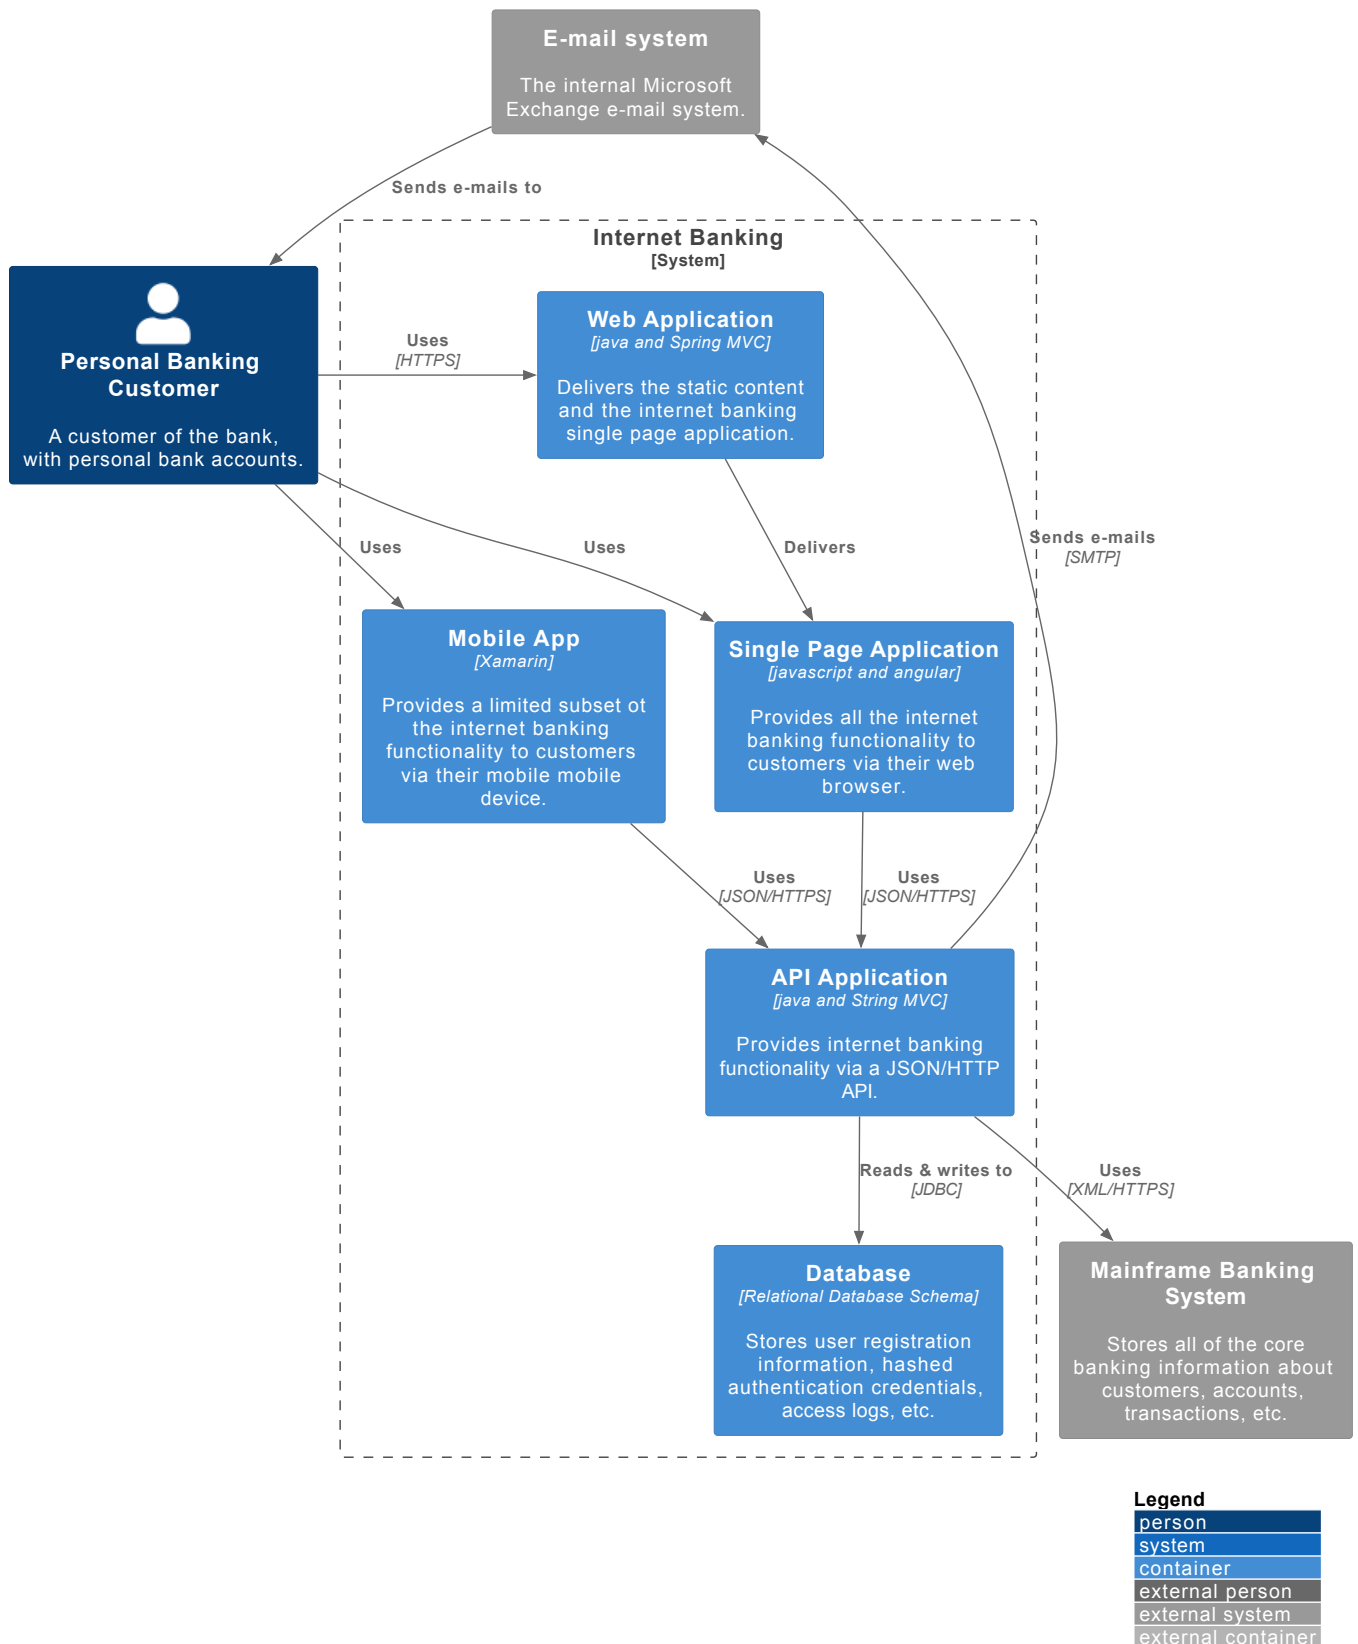 E-mail system
The internal Microsoft
Exchange e-mail system.
Sends e-mails to
Internet Banking
[System]
Personal Banking
Customer
A customer of the bank,
with personal bank accounts.
Uses
[HTTPS]
Web Application
[java and Spring MVC]
Delivers the static content
and the internet banking
single page application.
Uses
Uses
Delivers
Sends e-mails
[SMTP]
Mobile App
[Xamarin]
Provides a limited subset ot
the internet banking
functionality to customers
via their mobile mobile
device.
Single Page Application
[javascript and angular]
Provides all the internet
banking functionality to
customers via their web
browser.
Uses
[JSON/HTTPS]
Uses
[JSON/HTTPS]
API Application
[java and String MVC]
Provides internet banking
functionality via a JSON/HTTP
API.
Reads & writes to
[JDBC]
Uses
[XML/HTTPS]
Database
[Relational Database Schema]
Stores user registration
information, hashed
authentication credentials,
access logs, etc.
Mainframe Banking
System
Stores all of the core
banking information about
customers, accounts,
transactions, etc.
Legend
person
system
container
external person
external system
external container